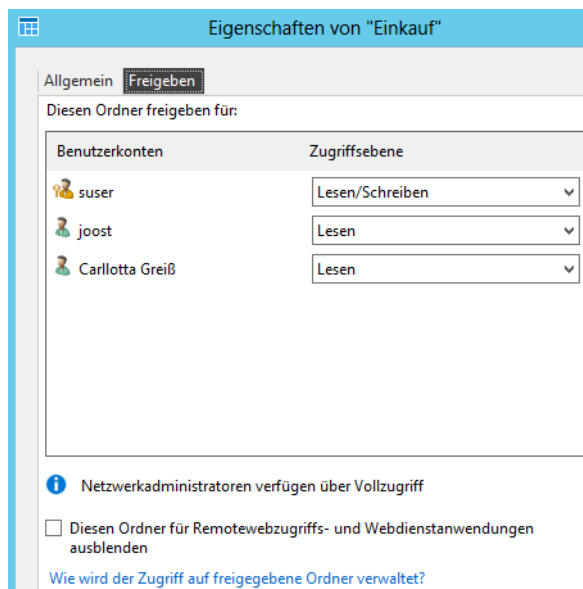 Eigenschaften von "Einkauf"
Allgemein Freigeben
Diesen Ordner freigeben für:
Benutzerkonten Zugriffsebene
suser Lesen/Schreiben
joost Lesen
Carllotta Greiß Lesen
Netzwerkadministratoren verfügen über Vollzugriff
Diesen Ordner für Remotewebzugriffs- und Webdienstanwendungen
ausblenden
Wie wird der Zugriff auf freigegebene Ordner verwaltet?